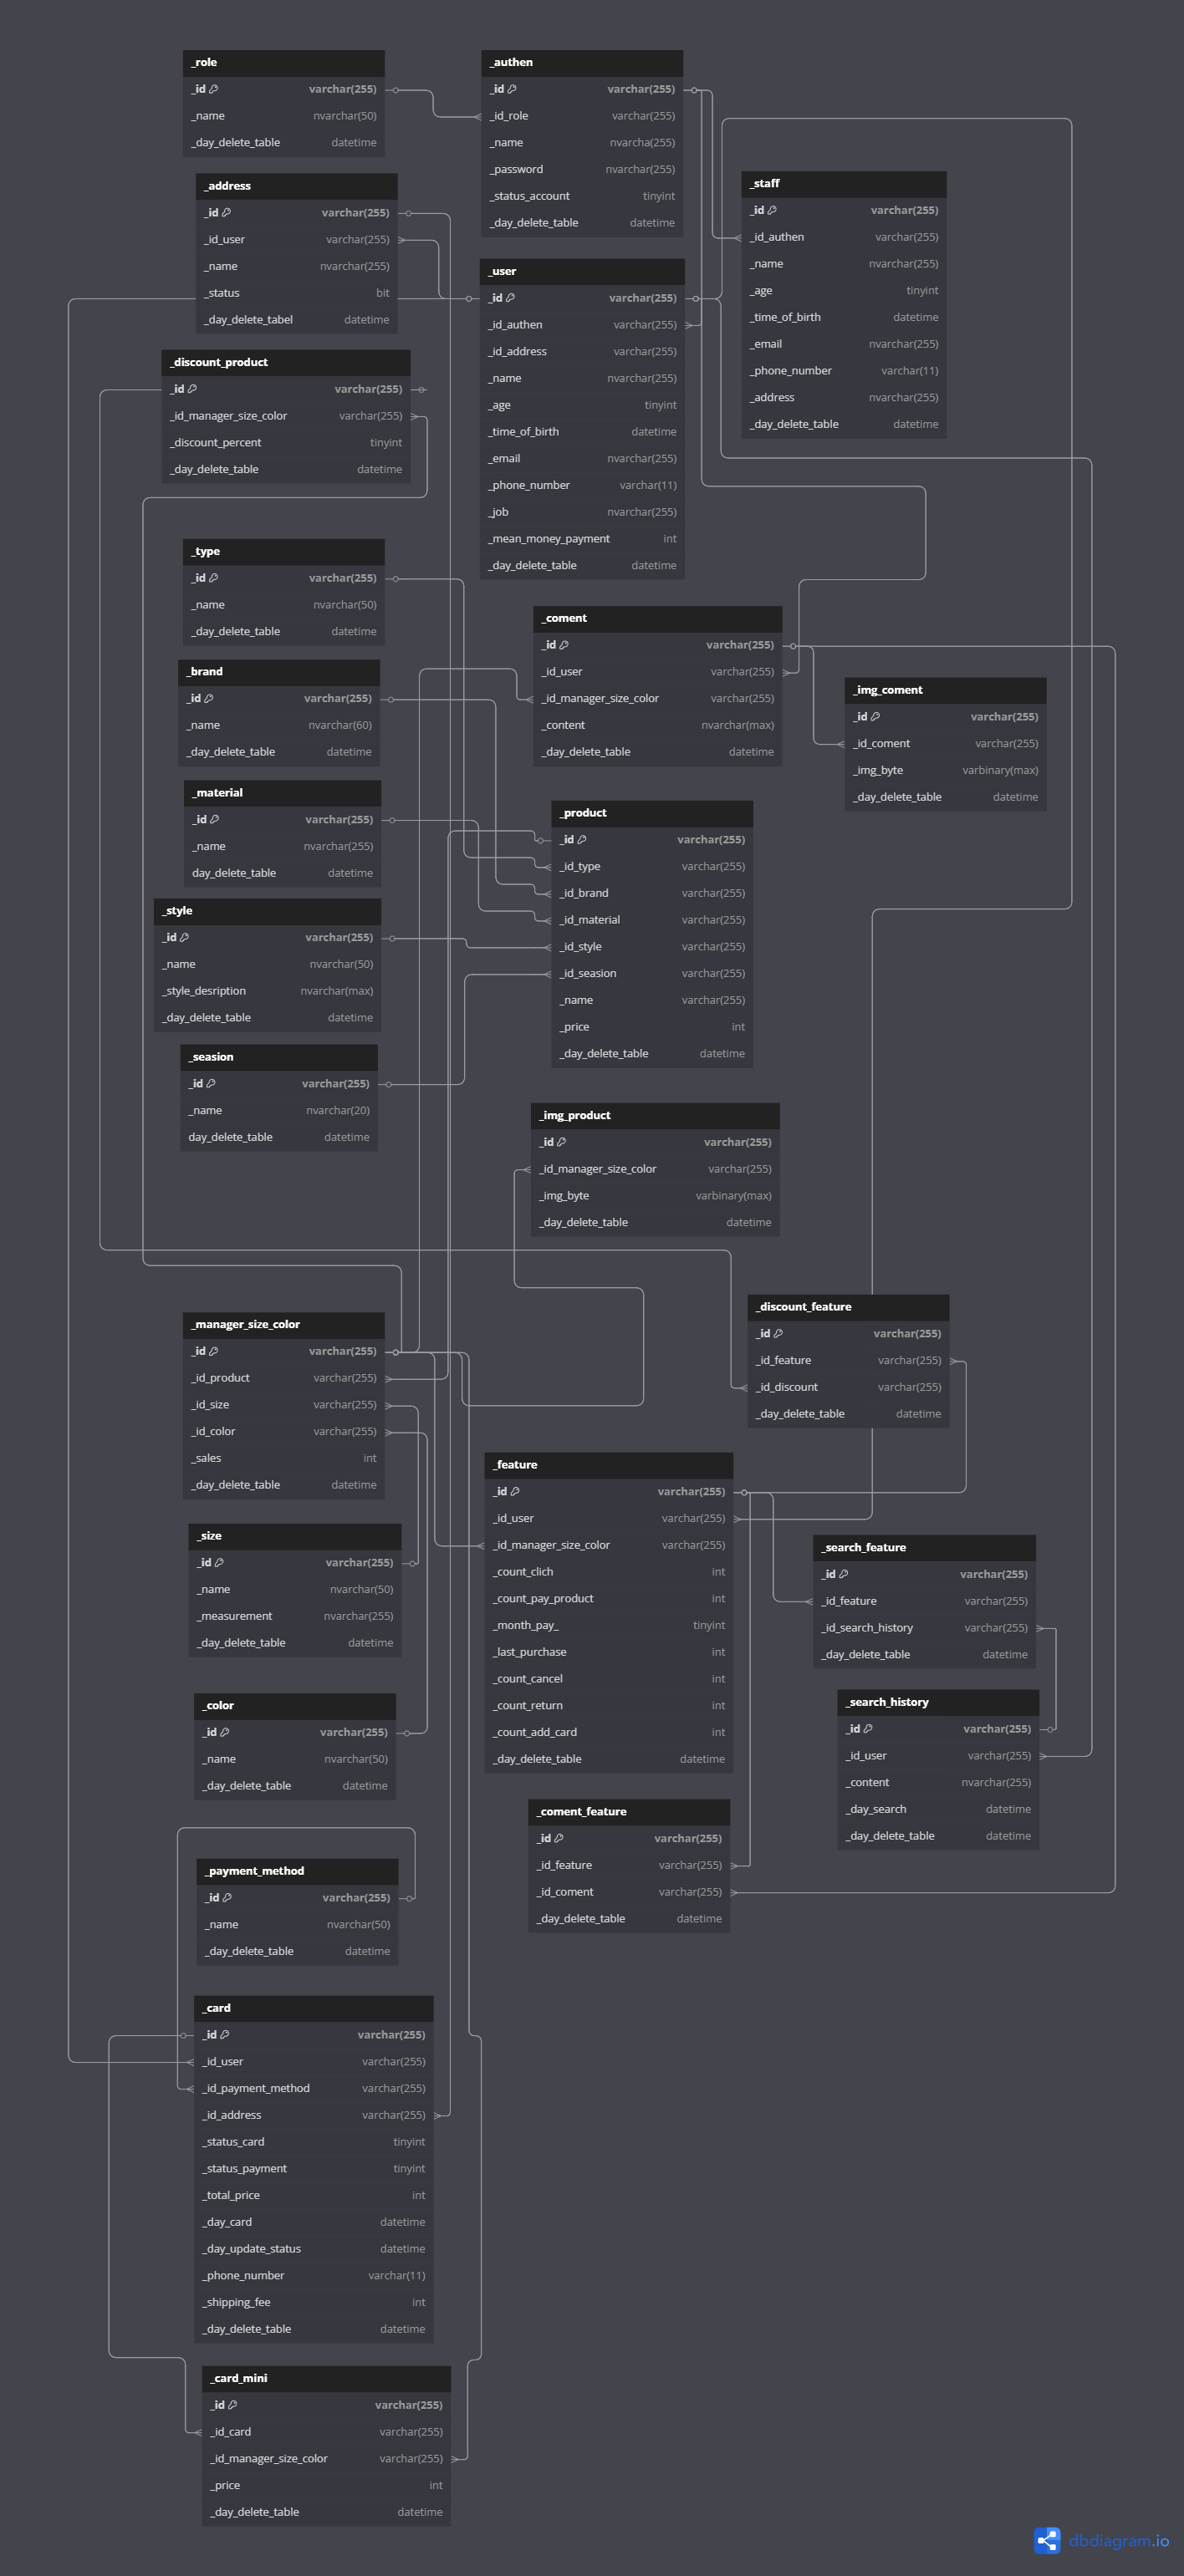 _role
_id varchar(255)
_name nvarchar(50)
_day_delete_table datetime
_authen
_id varchar(255)
_id_role varchar(255)
_name nvarcha(255)
_password nvarchar(255)
_status_account tinyint
_day_delete_table datetime
_address
_id varchar(255)
_id_user varchar(255)
_name nvarchar(255)
_status bit
_day_delete_tabel datetime
_staff
_id varchar(255)
_id_authen varchar(255)
_name nvarchar(255)
_age tinyint
_time_of_birth datetime
_email nvarchar(255)
_phone_number varchar(11)
_address nvarchar(255)
_day_delete_table datetime
_user
_id varchar(255)
_id_authen varchar(255)
_id_address varchar(255)
_name nvarchar(255)
_age tinyint
_time_of_birth datetime
_email nvarchar(255)
_phone_number varchar(11)
_job nvarchar(255)
_mean_money_payment int
_day_delete_table datetime
_discount_product
_id varchar(255)
_id_manager_size_color varchar(255)
_discount_percent tinyint
_day_delete_table datetime
_type
_id varchar(255)
_name nvarchar(50)
_day_delete_table datetime
_coment
_id varchar(255)
_id_user varchar(255)
_id_manager_size_color varchar(255)
_content nvarchar(max)
_day_delete_table datetime
_brand
_id varchar(255)
_name nvarchar(60)
_day_delete_table datetime
_img_coment
_id varchar(255)
_id_coment varchar(255)
_img_byte varbinary(max)
_day_delete_table datetime
_material
_id varchar(255)
_name nvarchar(255)
day_delete_table datetime
_product
_id varchar(255)
_id_type varchar(255)
_id_brand varchar(255)
_id_material varchar(255)
_id_style varchar(255)
_id_seasion varchar(255)
_name varchar(255)
_price int
_day_delete_table datetime
_style
_id varchar(255)
_name nvarchar(50)
_style_desription nvarchar(max)
_day_delete_table datetime
_seasion
_id varchar(255)
_name nvarchar(20)
day_delete_table datetime
_img_product
_id varchar(255)
_id_manager_size_color varchar(255)
_img_byte varbinary(max)
_day_delete_table datetime
_manager_size_color
_id varchar(255)
_id_product varchar(255)
_id_size varchar(255)
_id_color varchar(255)
_sales int
_day_delete_table datetime
_discount_feature
_id varchar(255)
_id_feature varchar(255)
_id_discount varchar(255)
_day_delete_table datetime
_feature
_id varchar(255)
_id_user varchar(255)
_id_manager_size_color varchar(255)
_count_clich int
_count_pay_product int
_month_pay_ tinyint
_last_purchase int
_count_cancel int
_count_return int
_count_add_card int
_day_delete_table datetime
_size
_id varchar(255)
_name nvarchar(50)
_measurement nvarchar(255)
_day_delete_table datetime
_search_feature
_id varchar(255)
_id_feature varchar(255)
_id_search_history varchar(255)
_day_delete_table datetime
_color
_id varchar(255)
_name nvarchar(50)
_day_delete_table datetime
_search_history
_id varchar(255)
_id_user varchar(255)
_content nvarchar(255)
_day_search datetime
_day_delete_table datetime
_coment_feature
_id varchar(255)
_id_feature varchar(255)
_id_coment varchar(255)
_day_delete_table datetime
_payment_method
_id varchar(255)
_name nvarchar(50)
_day_delete_table datetime
_card
_id varchar(255)
_id_user varchar(255)
_id_payment_method varchar(255)
_id_address varchar(255)
_status_card tinyint
_status_payment tinyint
_total_price int
_day_card datetime
_day_update_status datetime
_phone_number varchar(11)
_shipping_fee int
_day_delete_table datetime
_card_mini
_id varchar(255)
_id_card varchar(255)
_id_manager_size_color varchar(255)
_price int
_day_delete_table datetime
dbdiagram.io